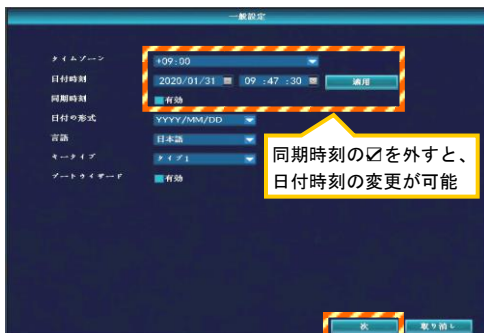 一般設定
タイムゾーン +09:00
日付時刻 2020/01/31 09 :47 :30 適用
同期時刻 有効
日付の形式 YYYY/MM/DD
言語 日本語
キータイプ タイプ1
ブートウィザード 有効
同期時刻の☑を外すと、
日付時刻の変更が可能
次 取り消し